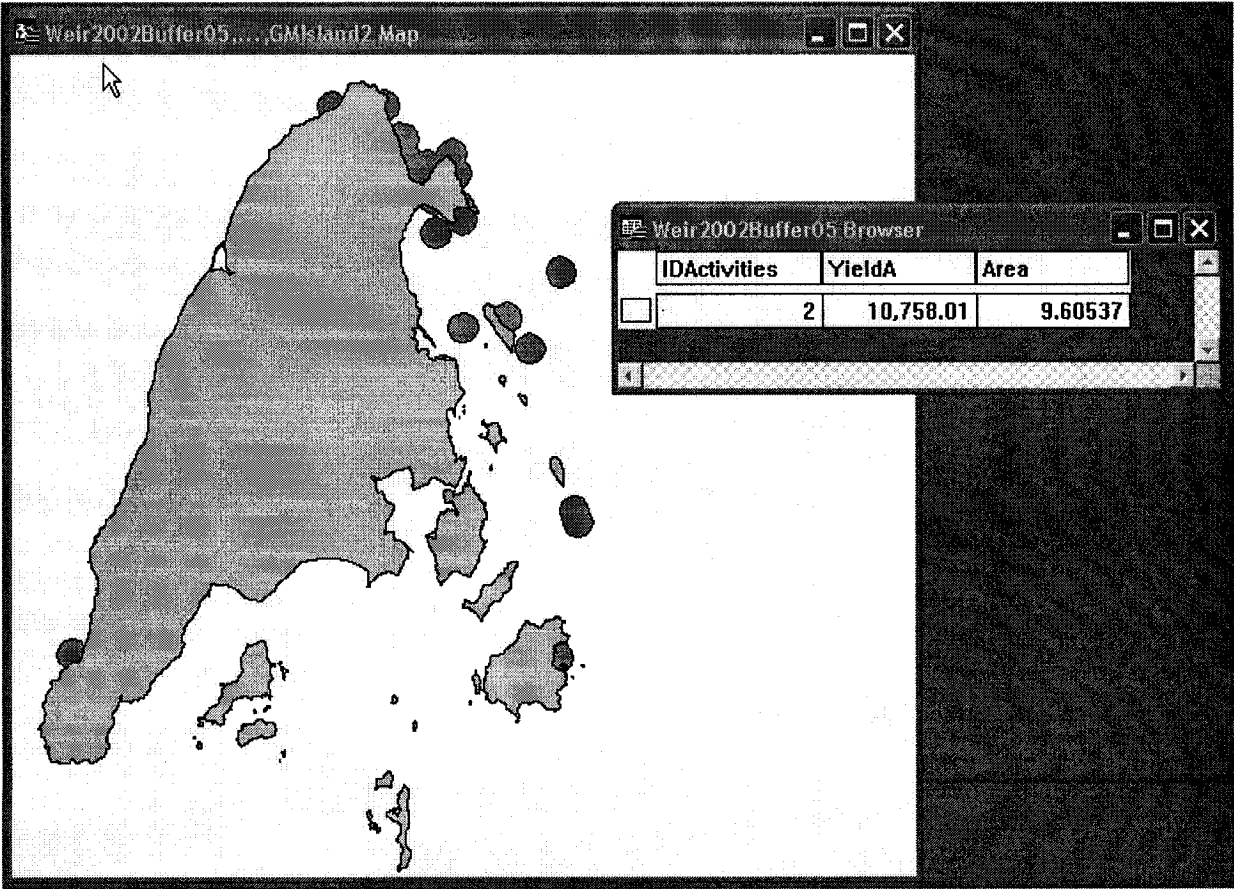 Weir2002Buffer05,...,GMIsland2 Map
Weir2002Buffer05 Browser
IDActivities YieldA Area
2 10,758.01 9.60537